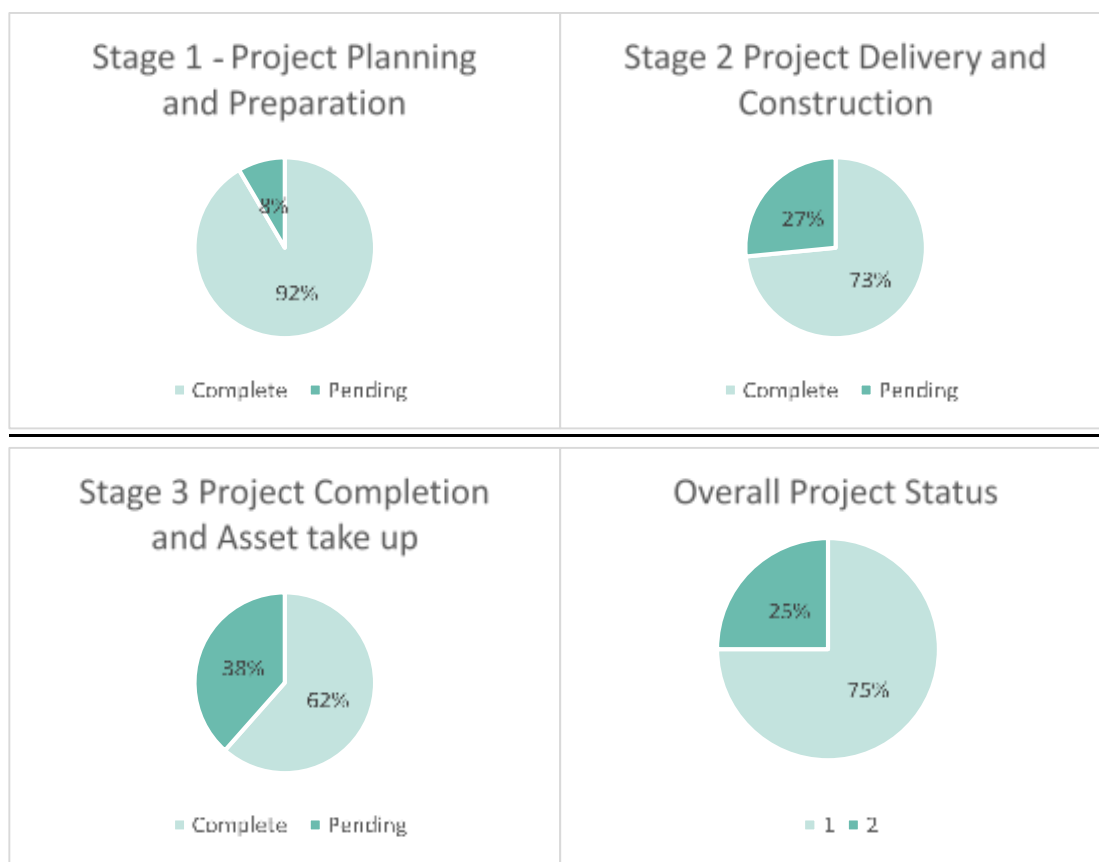 Stage 1 - Project Planning
and Preparation
8%
92%
Complete Pending
Stage 2 Project Delivery and
Construction
27%
73%
Complete Pending
Stage 3 Project Completion
and Asset take up
38%
62%
Complete Pending
Overall Project Status
25%
75%
1 2